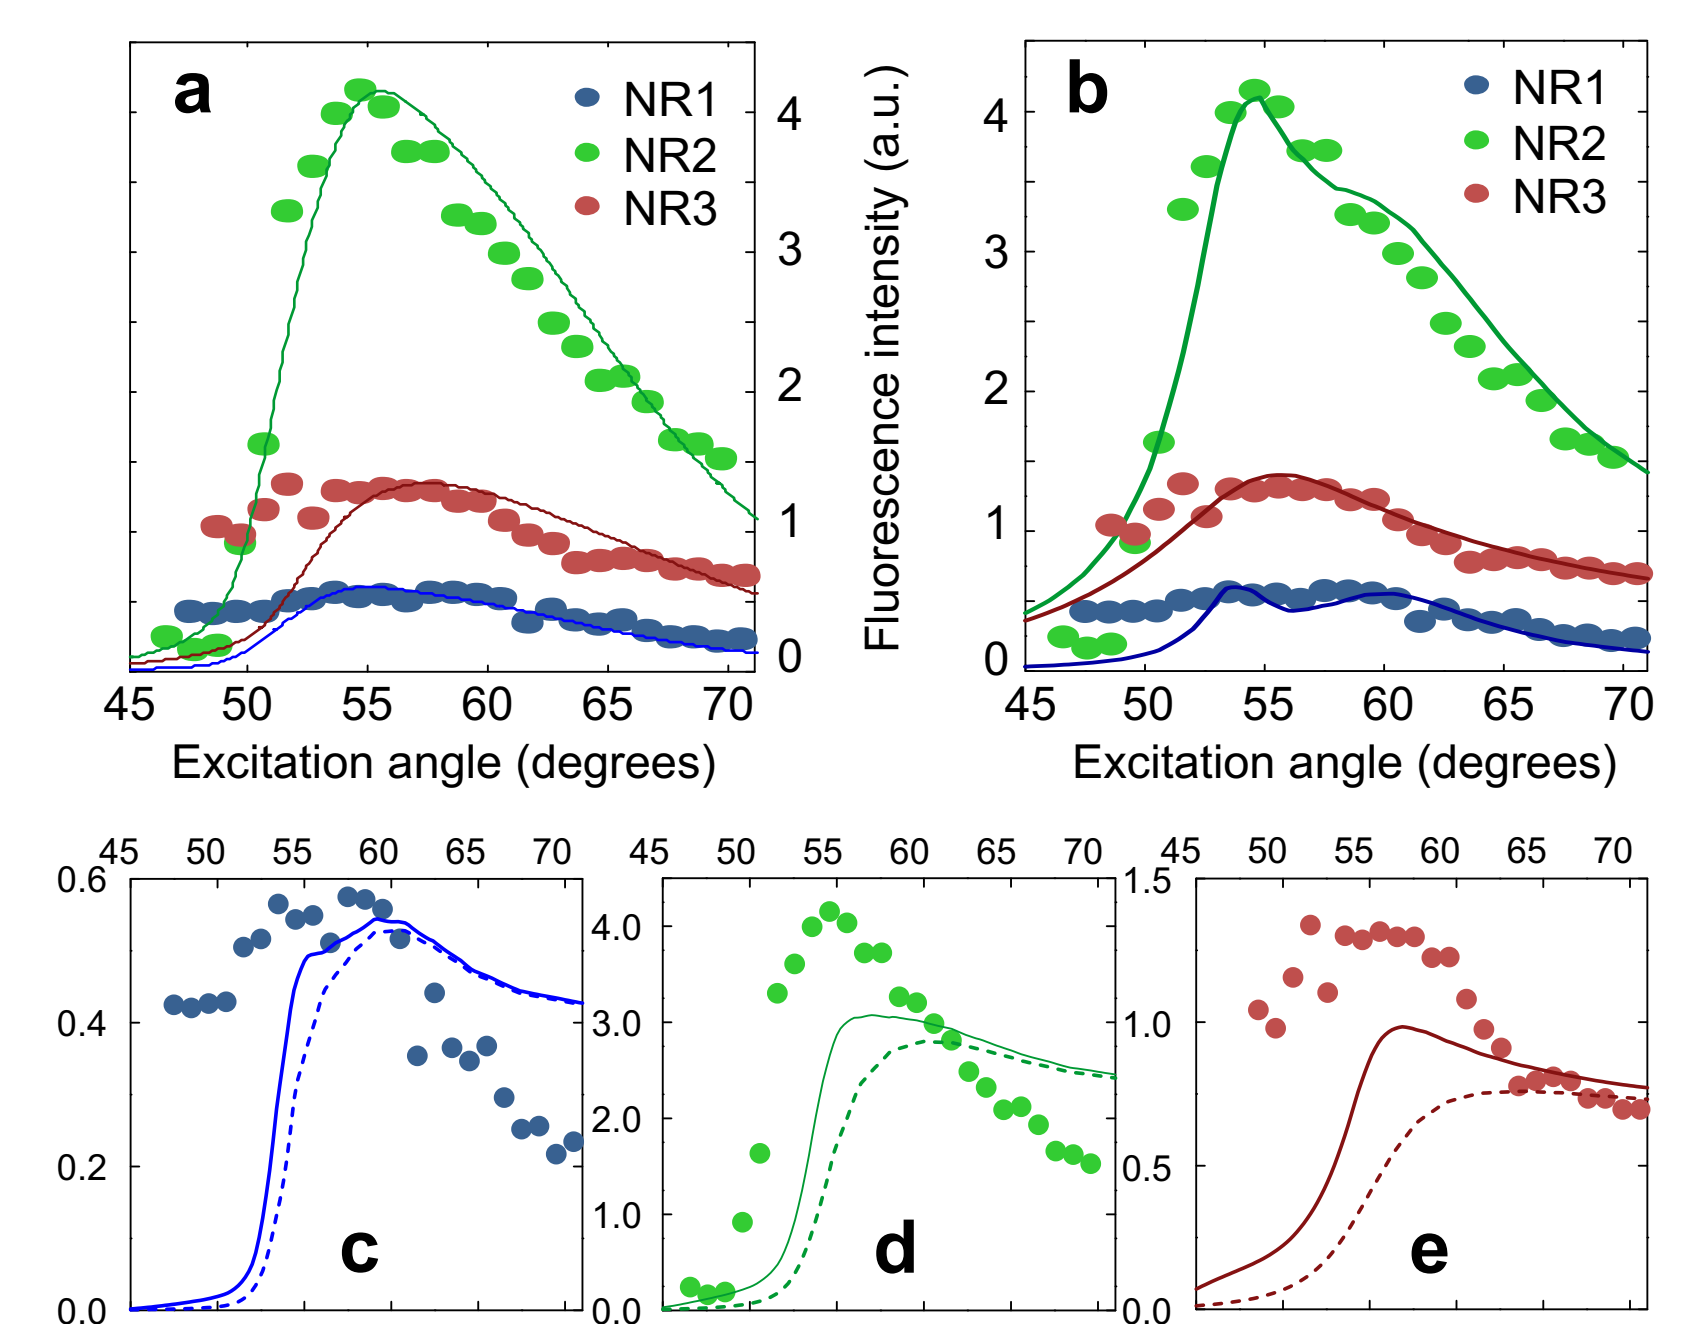 a
NR1
NR2
NR3
4
3
2
1
0
45 50 55 60 65 70
Excitation angle (degrees)
Fluorescence intensity (a.u.)
b
NR1
NR2
NR3
4
3
2
1
0
45 50 55 60 65 70
Excitation angle (degrees)
45 50 55 60 65 70
0.6
0.4
0.2
0.0
c
45 50 55 60 65 70
4.0
3.0
2.0
1.0
0.0
d
45 50 55 60 65 70
1.5
1.0
0.5
0.0
e